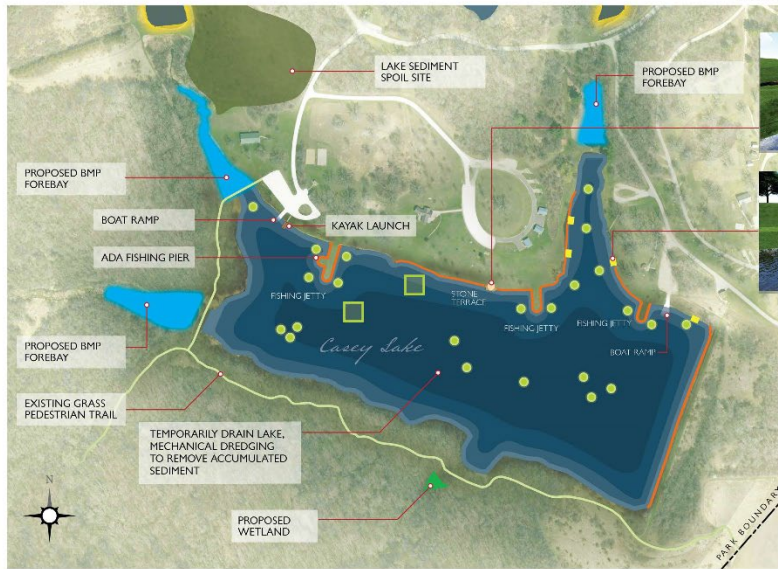 LAKE SEDIMENT
SPOIL SITE
PROPOSED BMP
FOREBAY
PROPOSED BMP
FOREBAY
BOAT RAMP
KAYAK LAUNCH
ADA FISHING PIER
FISHING JETTY
STONE
TERRACE
FISHING JETTY
FISHING JETTY
BOAT RAMP
Casey Lake
PROPOSED BMP
FOREBAY
EXISTING GRASS
PEDESTRIAN TRAIL
TEMPORARILY DRAIN LAKE,
MECHANICAL DREDGING
TO REMOVE ACCUMULATED
SEDIMENT
N
PROPOSED
WETLAND
PARK BOUNDARY